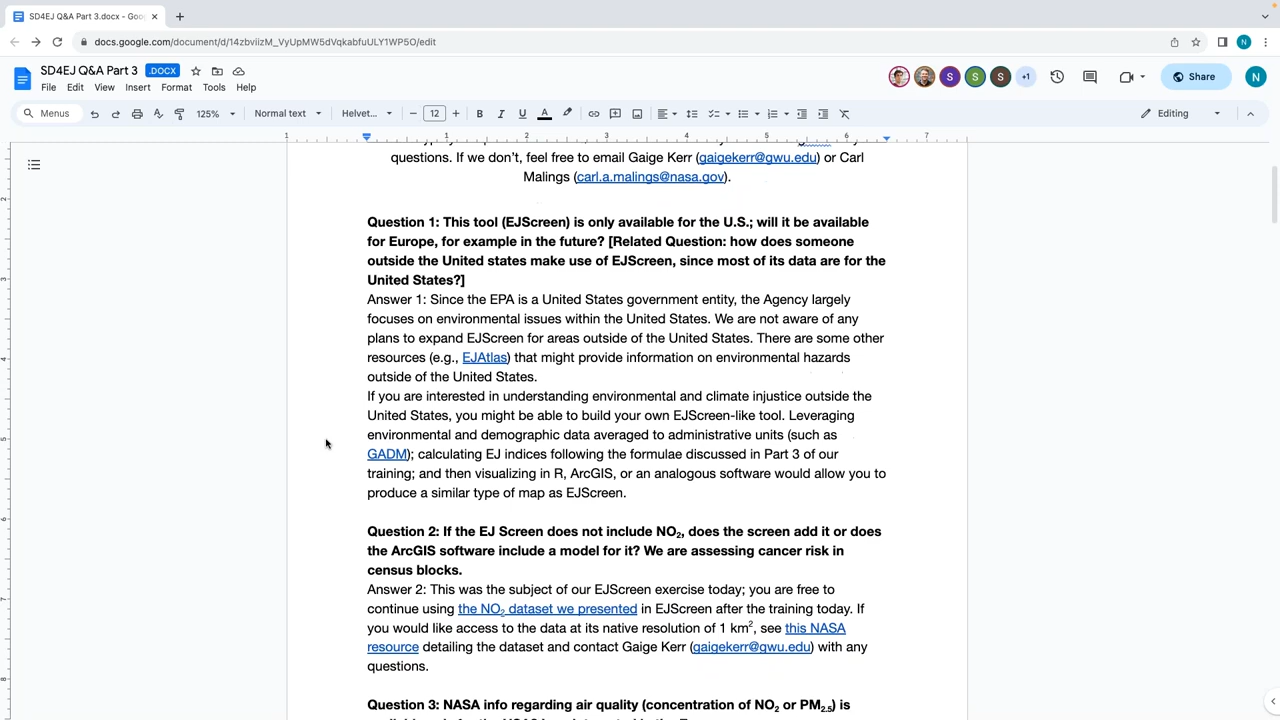 SD4EJ Q&A Part 3.docx - Goo
docs.google.com/document/d/14zbviizM_VyUpMW5dVqkabfuULY1WP5O/edit
N
SD4EJ Q&A Part 3 .DOCX
File Edit View Insert Format Tools Help
S S S +1 Share N
Menus 125% Normal text Helvet... 12 B I U A Editing
1 1 2 3 4 5 6 7
questions. If we don't, feel free to email Gaige Kerr (gaigekerr@gwu.edu) or Carl
Malings (carl.a.malings@nasa.gov).
Question 1: This tool (EJScreen) is only available for the U.S.; will it be available
for Europe, for example in the future? [Related Question: how does someone
outside the United states make use of EJScreen, since most of its data are for the
United States?]
Answer 1: Since the EPA is a United States government entity, the Agency largely
focuses on environmental issues within the United States. We are not aware of any
plans to expand EJScreen for areas outside of the United States. There are some other
resources (e.g., EJAtlas) that might provide information on environmental hazards
outside of the United States.
If you are interested in understanding environmental and climate injustice outside the
United States, you might be able to build your own EJScreen-like tool. Leveraging
environmental and demographic data averaged to administrative units (such as
GADM); calculating EJ indices following the formulae discussed in Part 3 of our
training; and then visualizing in R, ArcGIS, or an analogous software would allow you to
produce a similar type of map as EJScreen.
Question 2: If the EJ Screen does not include NO₂, does the screen add it or does
the ArcGIS software include a model for it? We are assessing cancer risk in
census blocks.
Answer 2: This was the subject of our EJScreen exercise today; you are free to
continue using the NO₂ dataset we presented in EJScreen after the training today. If
you would like access to the data at its native resolution of 1 km², see this NASA
resource detailing the dataset and contact Gaige Kerr (gaigekerr@gwu.edu) with any
questions.
Question 3: NASA info regarding air quality (concentration of NO₂ or PM₂.₅) is